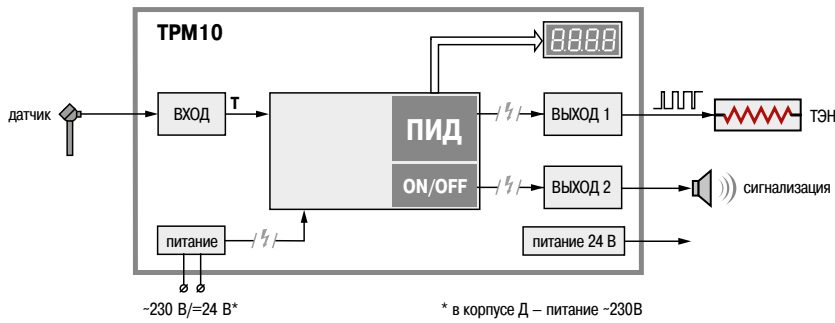 ТРМ10
8.8.8.8
датчик
ВХОД
Т
ПИД
ON/OFF
ВЫХОД 1
ТЭН
ВЫХОД 2
сигнализация
питание
питание 24 В
~230 В/=24 В*
* в корпусе Д – питание ~230В